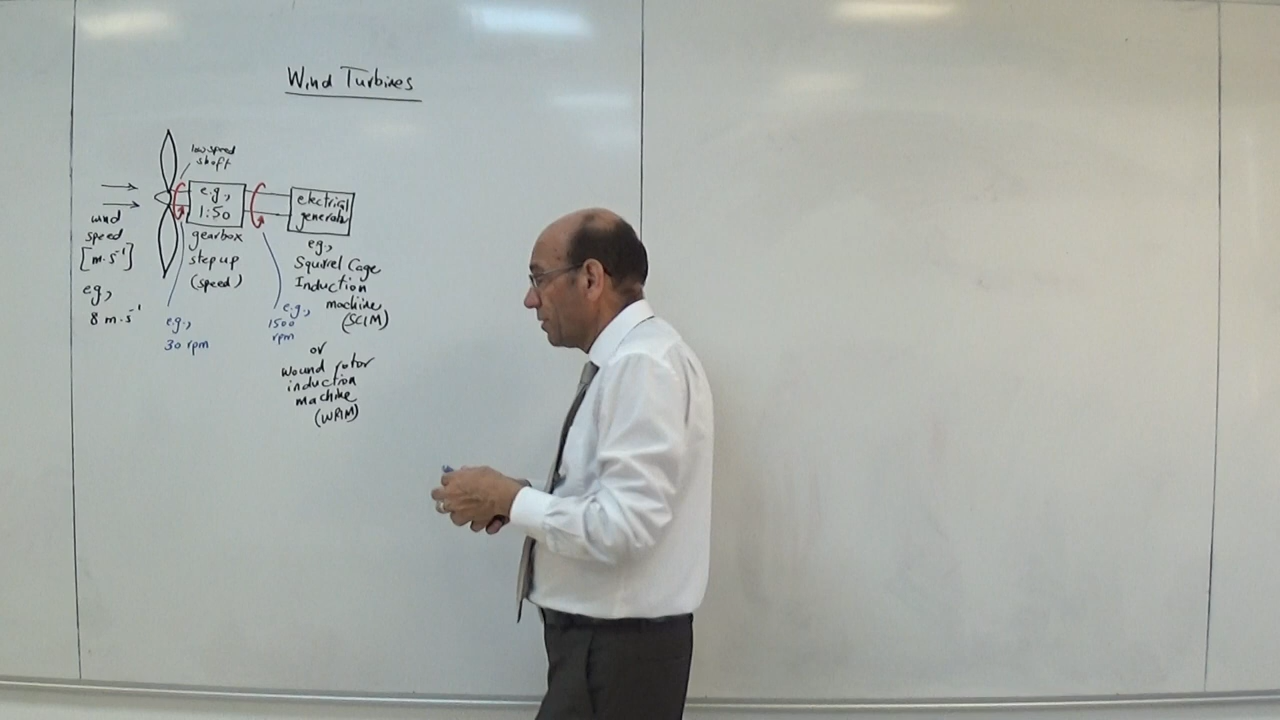 Wind Turbines
low speed
shaft
wind
speed
[m.s⁻¹]
e.g.,
8 m.s⁻¹
e.g.,
1:50
gearbox
step up
(speed)
e.g.,
30 rpm
e.g.,
1500
rpm
electrical
generator
e.g.,
Squirrel Cage
Induction
machine
(SCIM)
or
wound rotor
induction
machine
(WRIM)